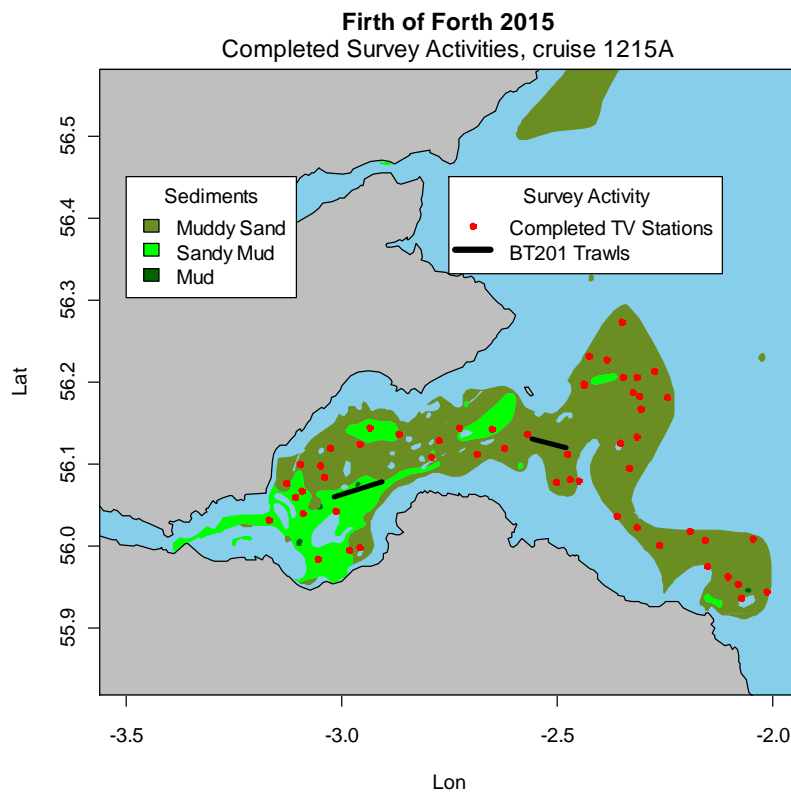 Firth of Forth 2015
Completed Survey Activities, cruise 1215A
Sediments
Muddy Sand
Sandy Mud
Mud
Survey Activity
Completed TV Stations
BT201 Trawls
Lat
56.5
56.4
56.3
56.2
56.1
56.0
55.9
-3.5 -3.0 -2.5 -2.0
Lon